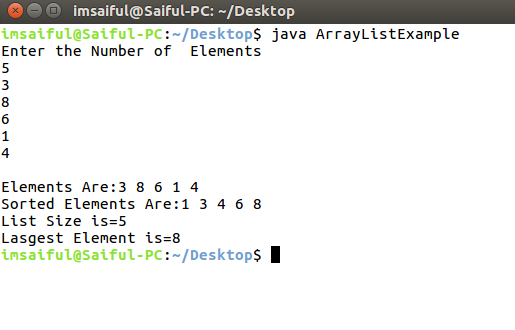 imsaiful@Saiful-PC: ~/Desktop
imsaiful@Saiful-PC:~/Desktop$ java ArrayListExample
Enter the Number of  Elements
5
3
8
6
1
4
Elements Are:3 8 6 1 4
Sorted Elements Are:1 3 4 6 8
List Size is=5
Lasgest Element is=8
imsaiful@Saiful-PC:~/Desktop$